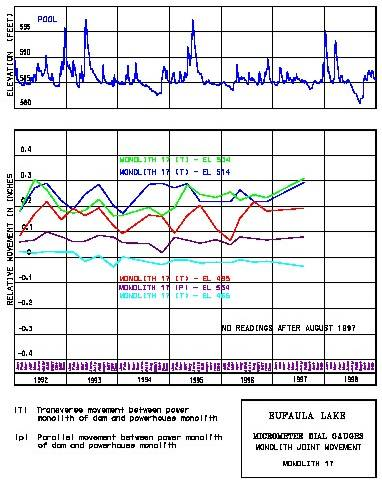 POOL
ELEVATION (FEET)
595
590
585
580
MONOLITH 17 (T) - EL 534
MONOLITH 17 (T) - EL 514
RELATIVE MOVEMENT IN INCHES
0.4
0.3
0.2
0.1
0
-0.1
-0.2
-0.3
-0.4
MONOLITH 17 (T) - EL 485
MONOLITH 17 (P) - EL 534
MONOLITH 17 (T) - EL 465
NO READINGS AFTER AUGUST 1997
1992 1993 1994 1995 1996 1997 1998
(T) Transverse movement between power
monolith of dam and powerhouse monolith
(p) Parallel movement between power monolith
of dam and powerhouse monolith
EUFAULA LAKE
MICROMETER DIAL GAUGES
MONOLITH JOINT MOVEMENT
MONOLITH 17